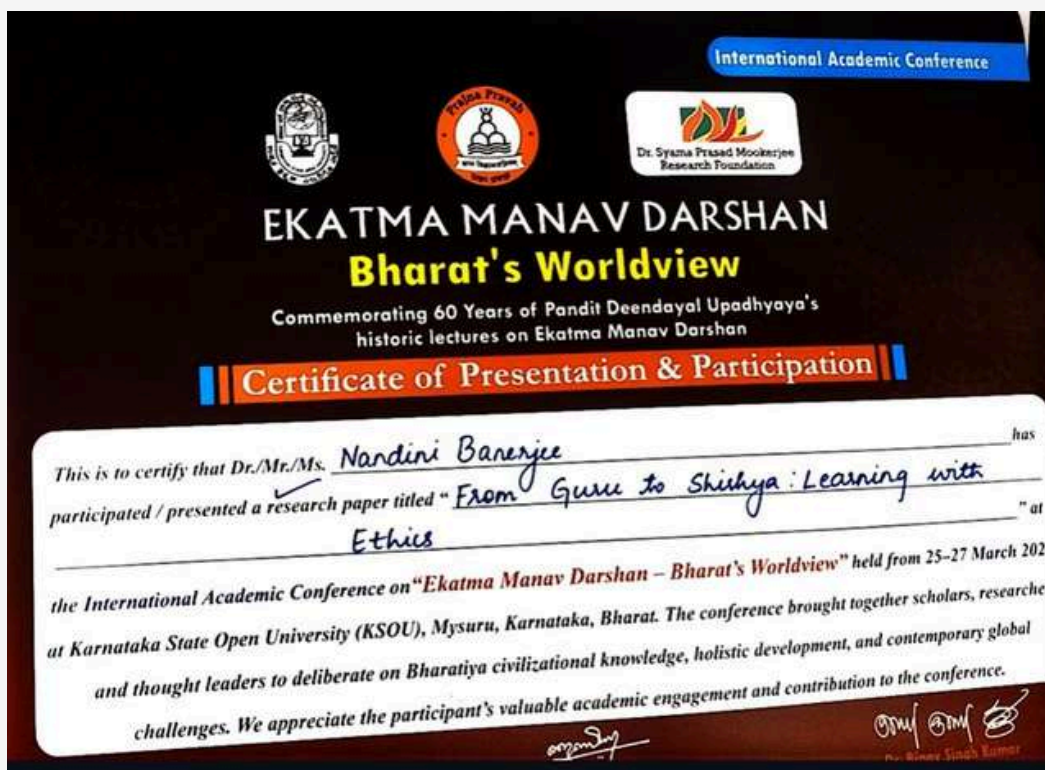 International Academic Conference
Prajna Pravah
Dr. Syama Prasad Mookerjee
Research Foundation
EKATMA MANAV DARSHAN
Bharat's Worldview
Commemorating 60 Years of Pandit Deendayal Upadhyaya's
historic lectures on Ekatma Manav Darshan
Certificate of Presentation & Participation
This is to certify that Dr./Mr./Ms. Nandini Banerjee has
participated / presented a research paper titled “ From Guru to Shishya : Learning with
Ethics ” at
the International Academic Conference on “Ekatma Manav Darshan – Bharat's Worldview” held from 25–27 March 202
at Karnataka State Open University (KSOU), Mysuru, Karnataka, Bharat. The conference brought together scholars, researche
and thought leaders to deliberate on Bharatiya civilizational knowledge, holistic development, and contemporary global
challenges. We appreciate the participant's valuable academic engagement and contribution to the conference.
Singh Kumar